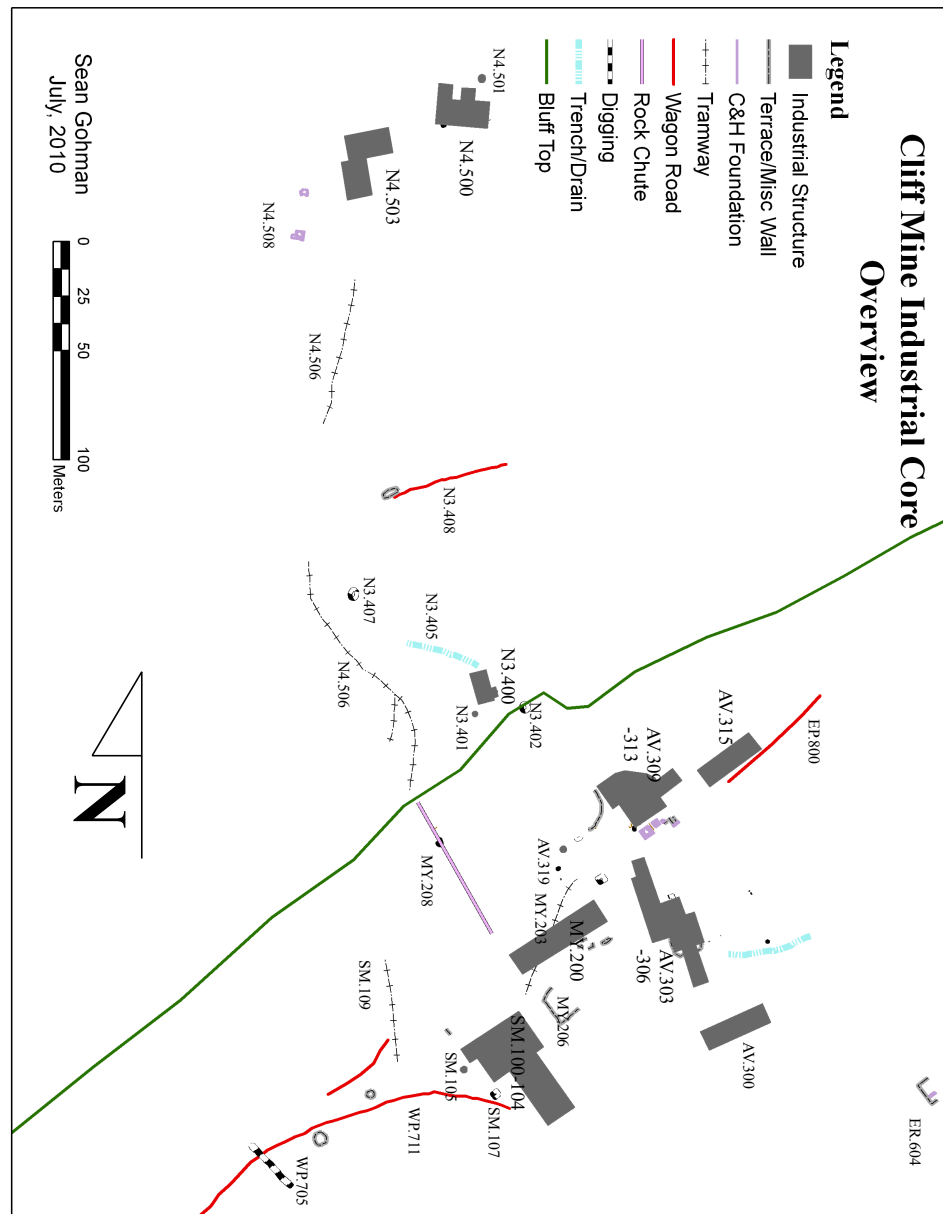 Cliff Mine Industrial Core
Overview
Legend
Industrial Structure
Terrace/Misc Wall
C&H Foundation
Tramway
Wagon Road
Rock Chute
Digging
Trench/Drain
Bluff Top
N4.501
N4.500
N4.503
N4.508
N4.506
N3.408
N3.407
N3.405
N4.506
N3.400
N3.401
N3.402
AV.309
-313
AV.315
EP.800
AV.319
MY.208
MY.203
MY.200
AV.303
-306
MY.206
AV.300
SM.109
SM.100-104
SM.105
SM.107
WP.711
WP.705
ER.604
Sean Gohman
July, 2010
0
25
50
100
Meters
N